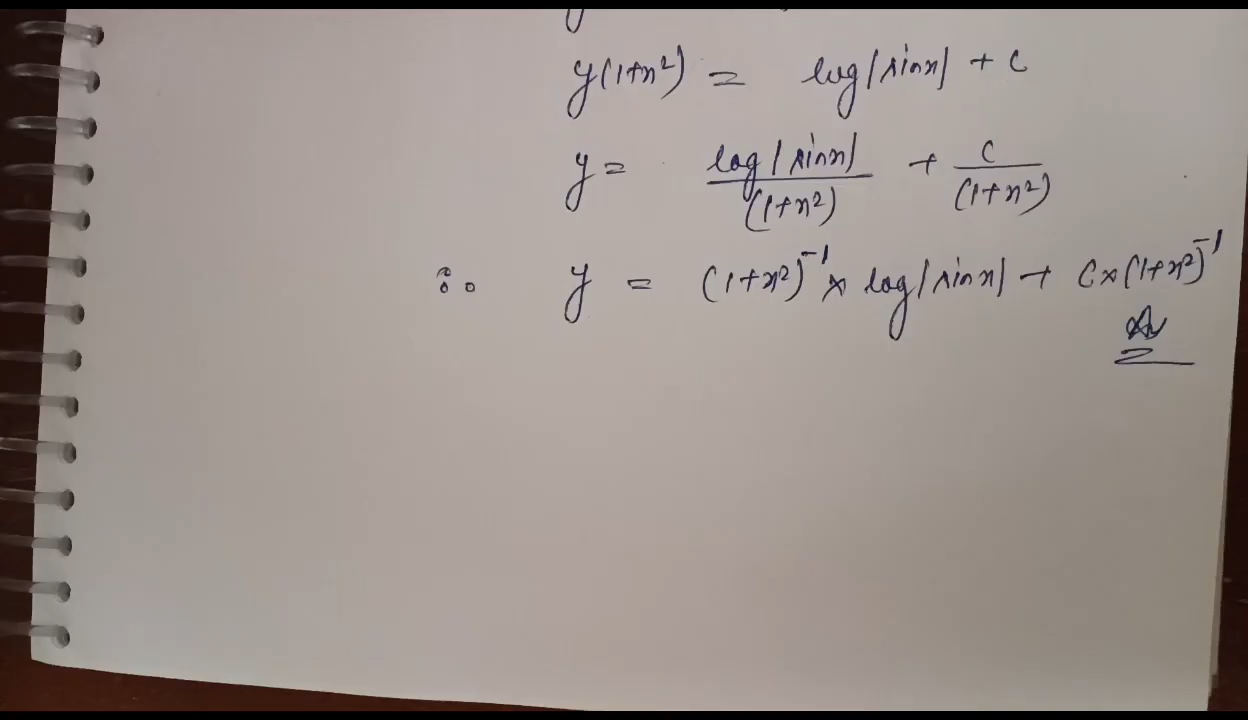 y(1+x²) = log|sinx| + C
y = log|sinx| / (1+x²) + C / (1+x²)
∴ y = (1+x²)⁻¹ × log|sinx| + C×(1+x²)⁻¹